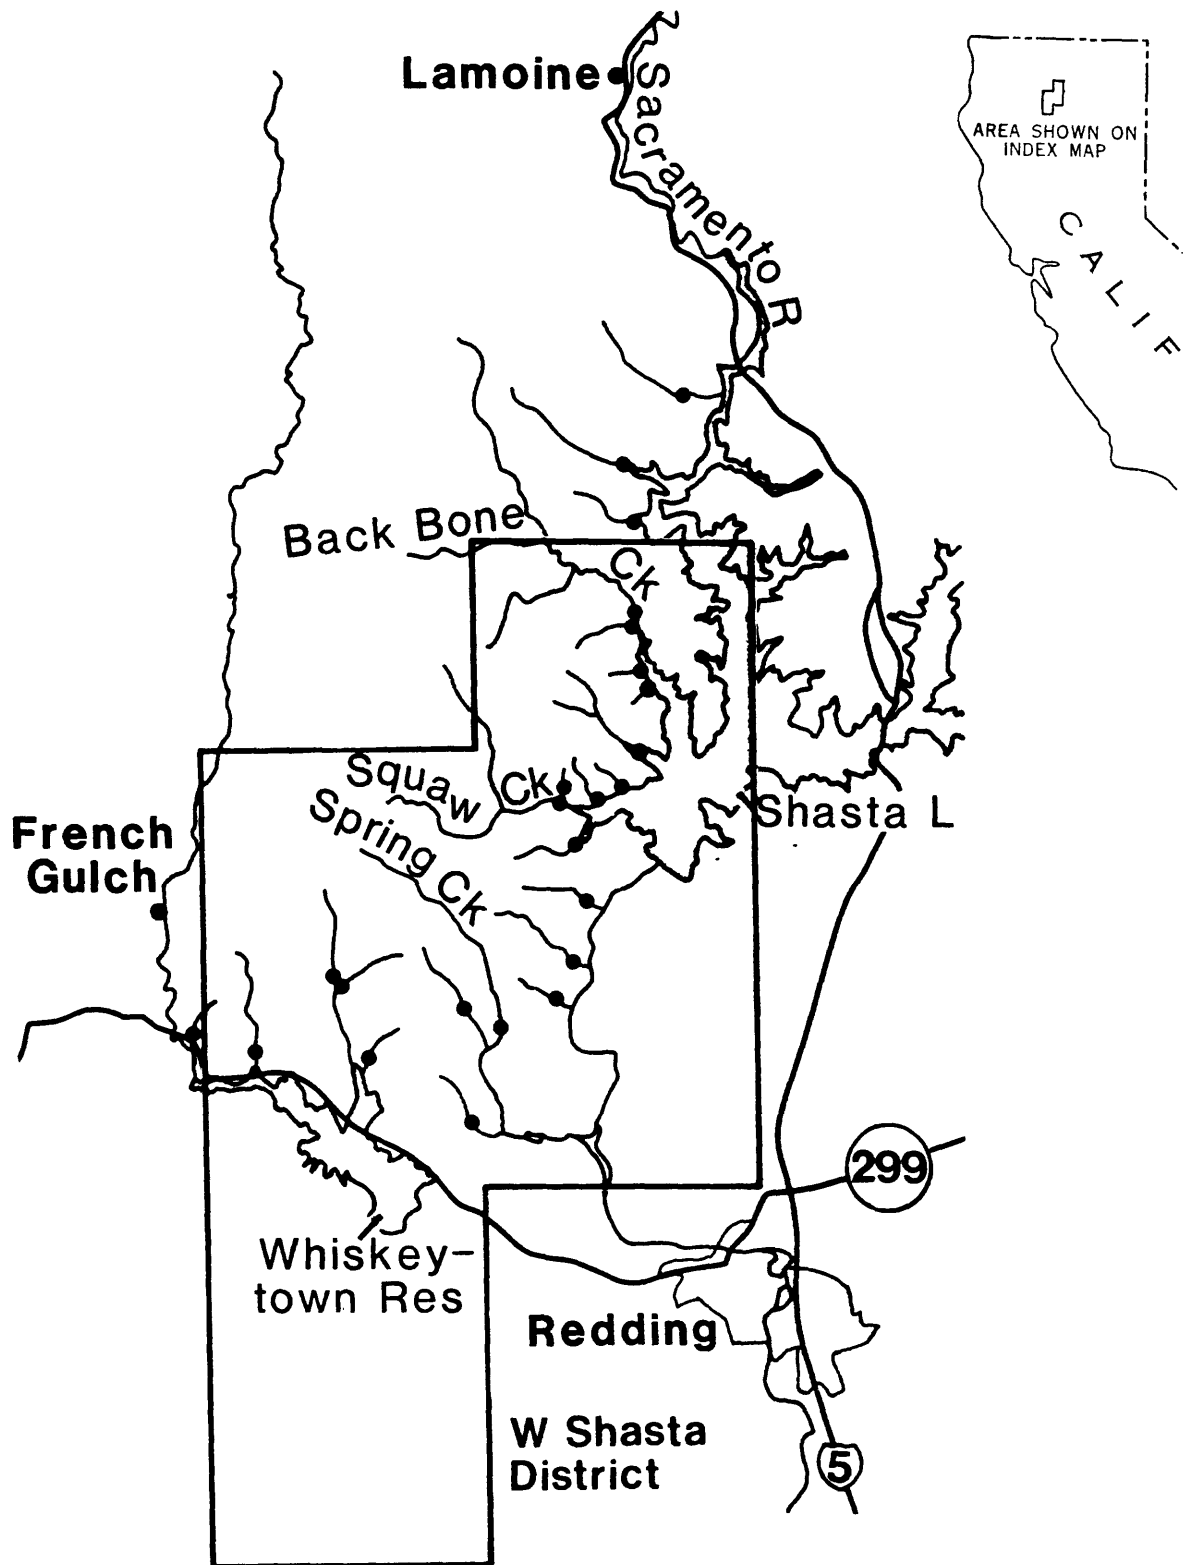 Lamoine
Sacramento R
AREA SHOWN ON
INDEX MAP
CALIF
Back Bone
Ck
Squaw Ck
Shasta L
Spring Ck
French
Gulch
299
Whiskey-
town Res
Redding
W Shasta
District
5